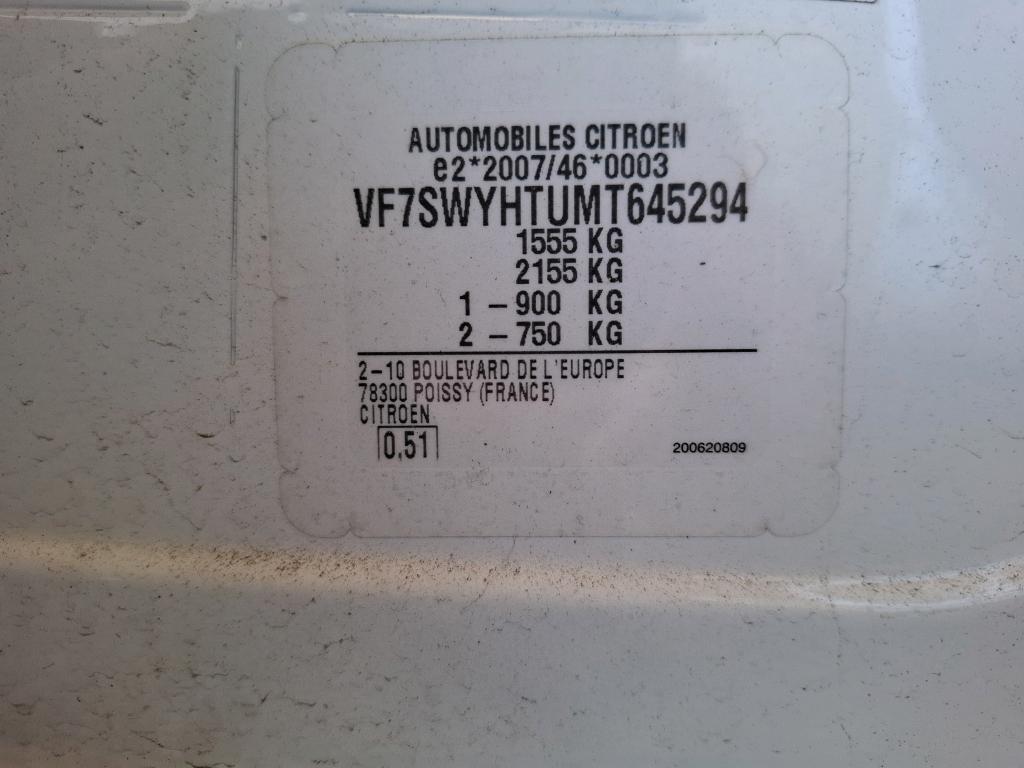 AUTOMOBILES CITROEN
e2*2007/46*0003
VF7SWYHTUMT645294
1555 KG
2155 KG
1 – 900 KG
2 – 750 KG
2–10 BOULEVARD DE L'EUROPE
78300 POISSY (FRANCE)
CITROEN
0,51
200620809